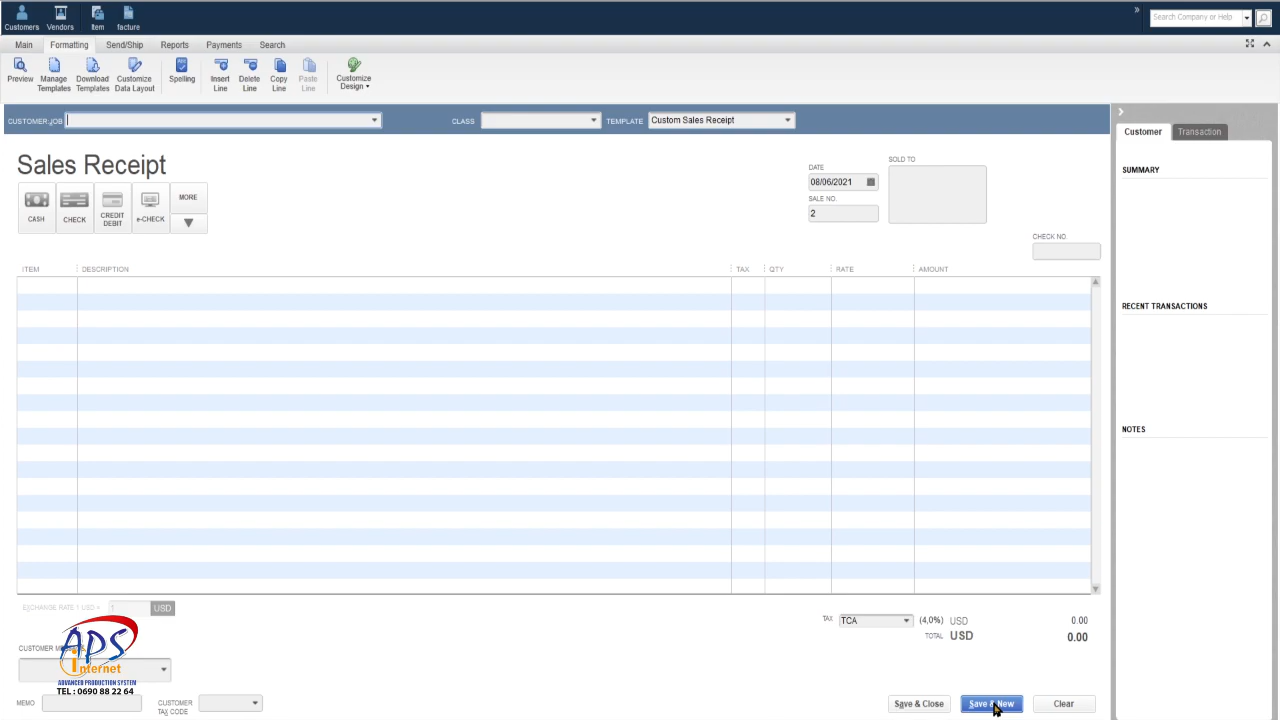 Customers Vendors Item facture
» Search Company or Help
Main Formatting Send/Ship Reports Payments Search
Preview Manage Templates Download Templates Customize Data Layout Spelling Insert Line Delete Line Copy Line Paste Line Customize Design
CUSTOMER:JOB CLASS TEMPLATE Custom Sales Receipt
Customer Transaction
Sales Receipt
CASH CHECK CREDIT DEBIT e-CHECK MORE
DATE
08/06/2021
SALE NO.
2
SOLD TO
CHECK NO.
SUMMARY
ITEM DESCRIPTION TAX QTY RATE AMOUNT
RECENT TRANSACTIONS
NOTES
EXCHANGE RATE 1 USD = 1 USD
TAX TCA (4,0%) USD 0.00
TOTAL USD 0.00
CUSTOMER
APS
internet
ADVANCED PRODUCTION SYSTEM
TEL : 0690 88 22 64
MEMO CUSTOMER TAX CODE
Save & Close Save & New Clear